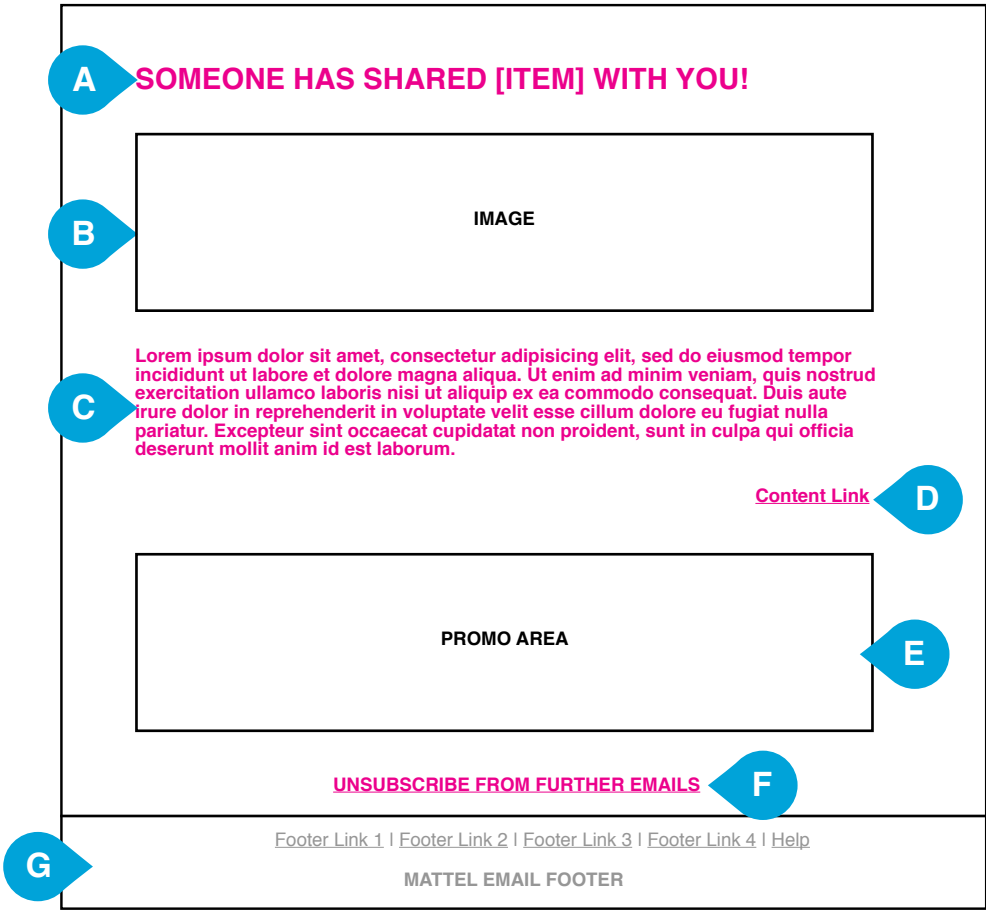 A
SOMEONE HAS SHARED [ITEM] WITH YOU!
IMAGE
B
Lorem ipsum dolor sit amet, consectetur adipisicing elit, sed do eiusmod tempor
incididunt ut labore et dolore magna aliqua. Ut enim ad minim veniam, quis nostrud
exercitation ullamco laboris nisi ut aliquip ex ea commodo consequat. Duis aute
irure dolor in reprehenderit in voluptate velit esse cillum dolore eu fugiat nulla
pariatur. Excepteur sint occaecat cupidatat non proident, sunt in culpa qui officia
deserunt mollit anim id est laborum.
C
Content Link
D
PROMO AREA
E
UNSUBSCRIBE FROM FURTHER EMAILS
F
Footer Link 1 | Footer Link 2 | Footer Link 3 | Footer Link 4 | Help
G
MATTEL EMAIL FOOTER